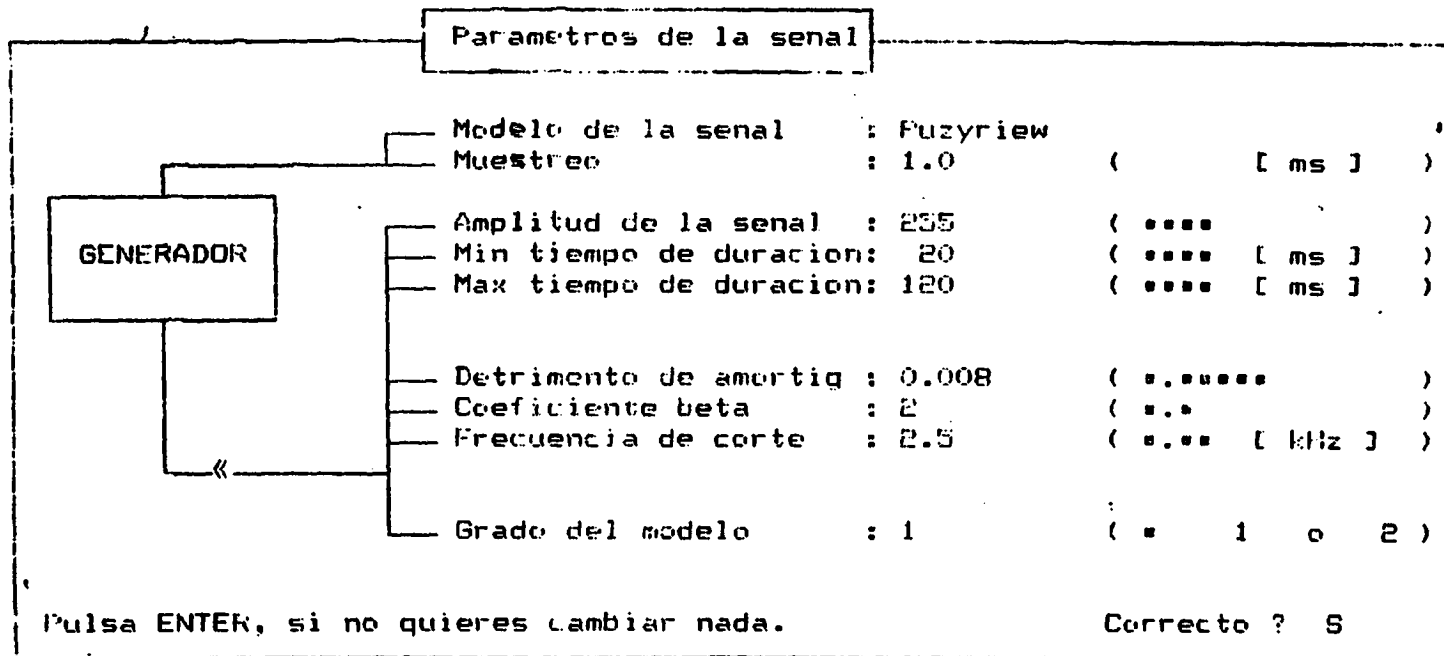 Parametros de la senal
Modelo de la senal : Puzyriew
Muestreo : 1.0 ( [ ms ] )
GENERADOR
Amplitud de la senal : 255 ( **** )
Min tiempo de duracion: 20 ( **** [ ms ] )
Max tiempo de duracion: 120 ( **** [ ms ] )
Detrimento de amortig : 0.008 ( *.***** )
Coeficiente beta : 2 ( *.* )
Frecuencia de corte : 2.5 ( *.** [ kHz ] )
«
Grado del modelo : 1 ( * 1 o 2 )
Pulsa ENTER, si no quieres cambiar nada. Correcto ? S